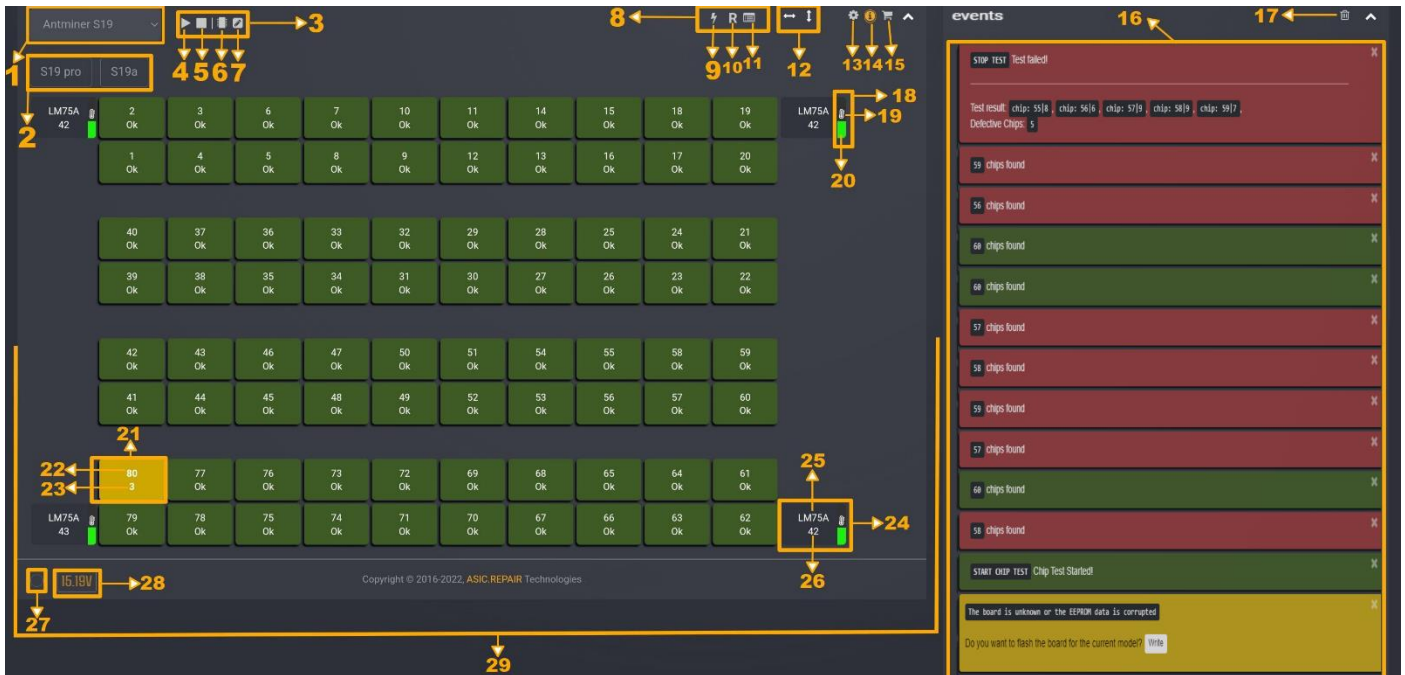 Antminer S19
3
8
events
16
17
1
S19 pro
S19a
4
5
6
7
9
10
11
12
13
14
15
2
LM75A
42
2
Ok
3
Ok
6
Ok
7
Ok
10
Ok
11
Ok
14
Ok
15
Ok
18
Ok
19
Ok
LM75A
42
18
19
20
1
Ok
4
Ok
5
Ok
8
Ok
9
Ok
12
Ok
13
Ok
16
Ok
17
Ok
20
Ok
40
Ok
37
Ok
36
Ok
33
Ok
32
Ok
29
Ok
28
Ok
25
Ok
24
Ok
21
Ok
39
Ok
38
Ok
35
Ok
34
Ok
31
Ok
30
Ok
27
Ok
26
Ok
23
Ok
22
Ok
42
Ok
43
Ok
46
Ok
47
Ok
50
Ok
51
Ok
54
Ok
55
Ok
58
Ok
59
Ok
41
Ok
44
Ok
45
Ok
48
Ok
49
Ok
52
Ok
53
Ok
56
Ok
57
Ok
60
Ok
21
22
23
80
3
77
Ok
76
Ok
73
Ok
72
Ok
69
Ok
68
Ok
65
Ok
64
Ok
61
Ok
25
LM75A
43
79
Ok
78
Ok
75
Ok
74
Ok
71
Ok
70
Ok
67
Ok
66
Ok
63
Ok
62
Ok
LM75A
42
24
26
15.19V
28
27
Copyright © 2016-2022, ASIC.REPAIR Technologies
29
STOP TEST Test failed!
Test result: chip: 55|8 , chip: 56|6 , chip: 57|9 , chip: 58|9 , chip: 59|7 ,
Defective Chips: 5
59 chips found
56 chips found
60 chips found
60 chips found
57 chips found
58 chips found
59 chips found
57 chips found
60 chips found
58 chips found
START CHIP TEST Chip Test Started!
The board is unknown or the EEPROM data is corrupted
Do you want to flash the board for the current model? Write